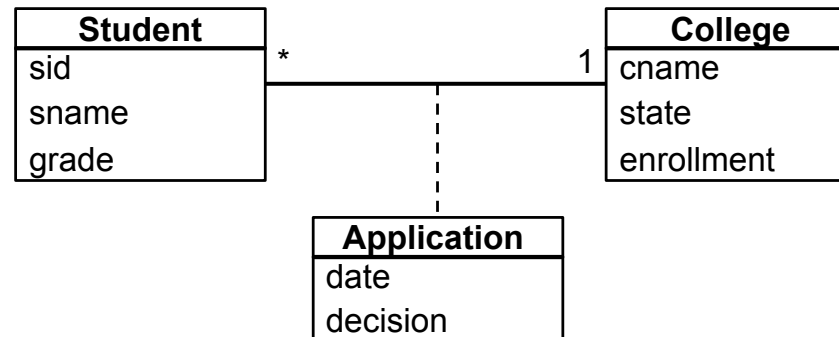 Student
sid
sname
grade
*
1
College
cname
state
enrollment
Application
date
decision